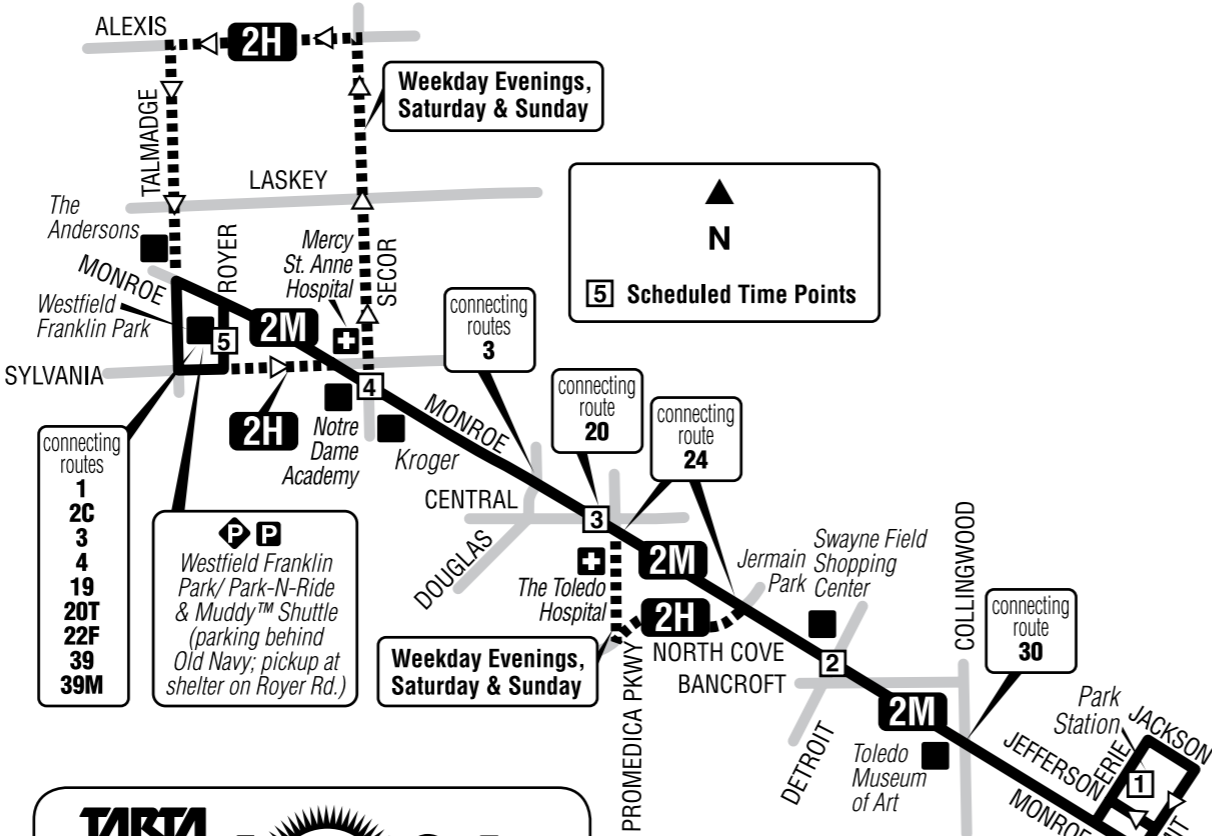 ALEXIS
2H
Weekday Evenings,
Saturday & Sunday
TALMADGE
LASKEY
The
Andersons
ROYER
Mercy
St. Anne
Hospital
SECOR
N
5 Scheduled Time Points
MONROE
Westfield
Franklin Park
2M
5
SYLVANIA
4
2H
Notre
Dame
Academy
Kroger
MONROE
connecting
routes
3
connecting
route
20
connecting
route
24
connecting
routes
1
2C
3
4
19
20T
22F
39
39M
P P
Westfield Franklin
Park/ Park-N-Ride
& Muddy™ Shuttle
(parking behind
Old Navy; pickup at
shelter on Royer Rd.)
CENTRAL
DOUGLAS
3
The Toledo
Hospital
2M
2H
Jermain
Park
Swayne Field
Shopping
Center
COLLINGWOOD
Weekday Evenings,
Saturday & Sunday
PROMEDICA PKWY
NORTH COVE
BANCROFT
2
DETROIT
2M
Toledo
Museum
of Art
connecting
route
30
Park
Station
JACKSON
JEFFERSON
ERIE
1
MONROE
TARTA